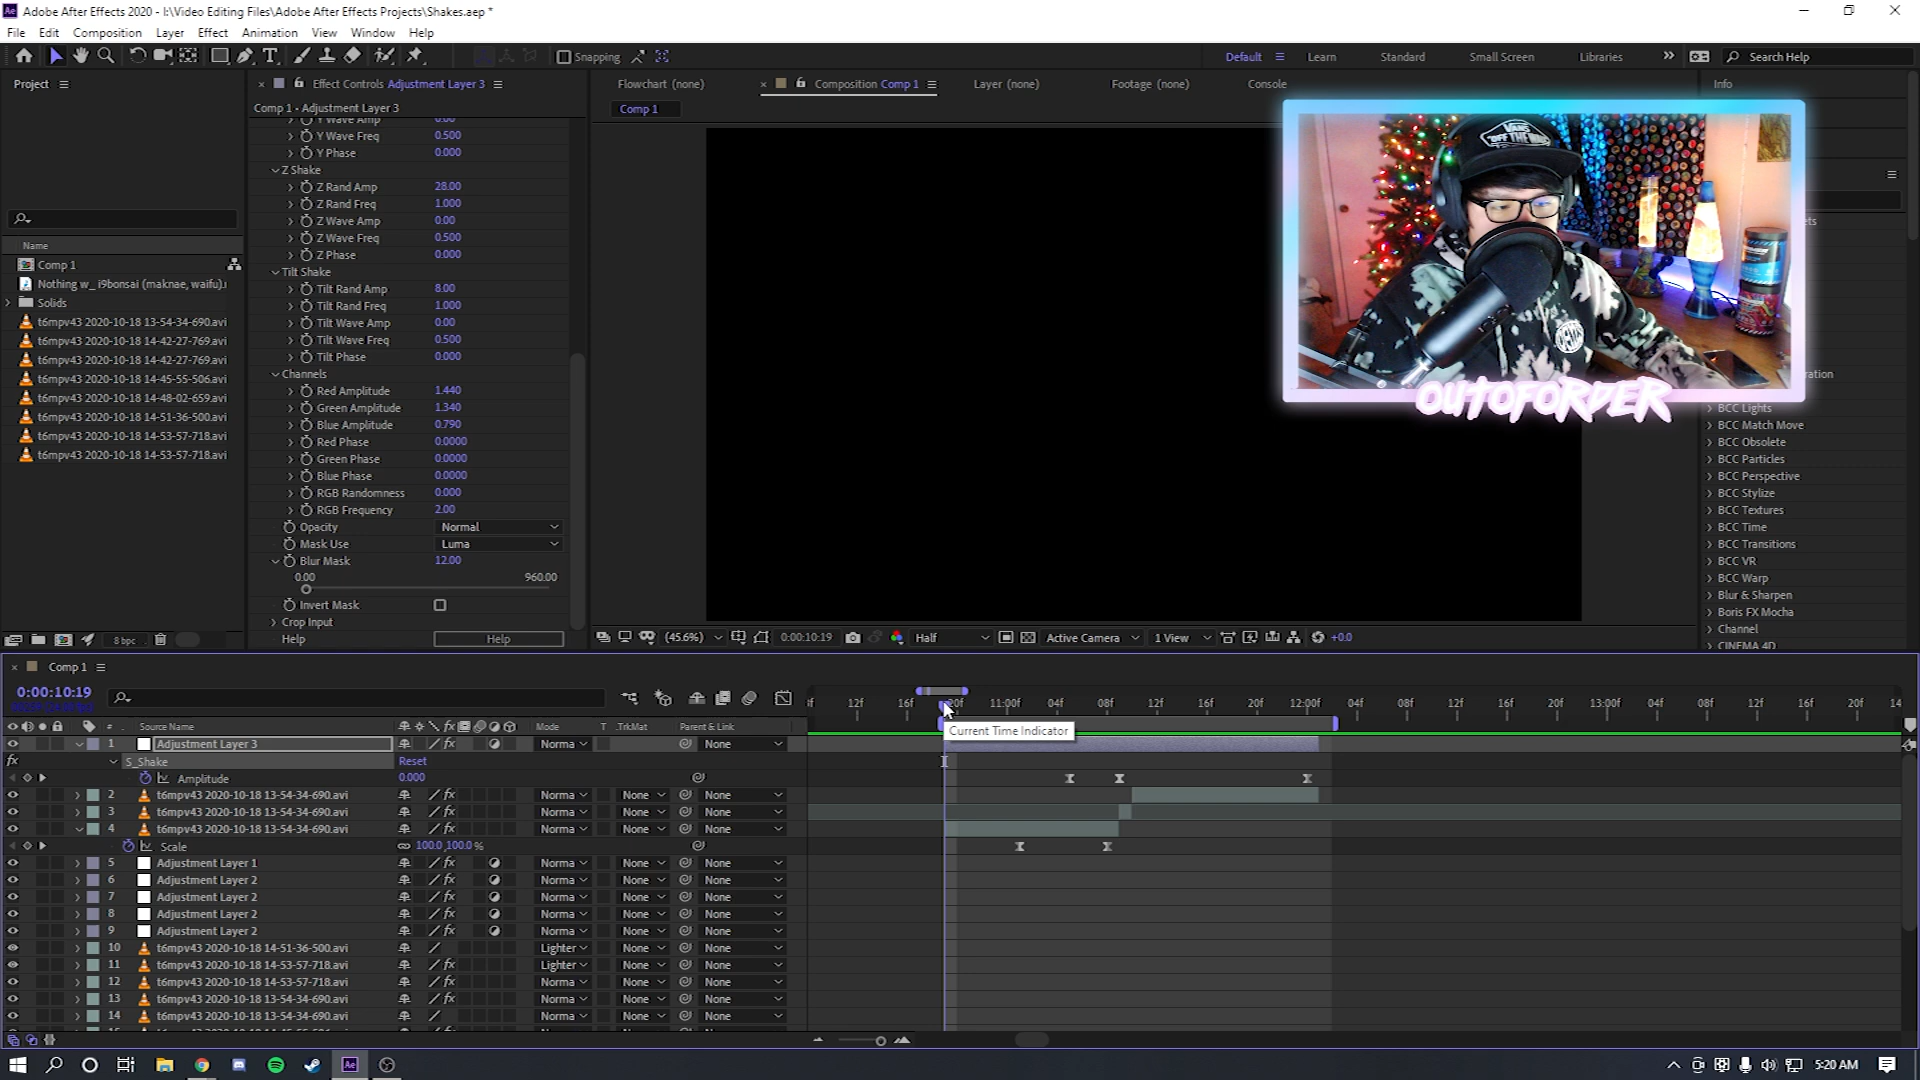 Adobe After Effects 2020 - I:\Video Editing Files\Adobe After Effects Projects\Shakes.aep *
File Edit Composition Layer Effect Animation View Window Help
Snapping Default Learn Standard Small Screen Libraries Search Help
Project
Effect Controls Adjustment Layer 3
Flowchart (none) Composition Comp 1 Layer (none) Footage (none) Console Info
Comp 1 • Adjustment Layer 3
Comp 1
Y Wave Amp 0.00
Y Wave Freq 0.500
Y Phase 0.000
Z Shake
Z Rand Amp 28.00
Z Rand Freq 1.000
Z Wave Amp 0.00
Z Wave Freq 0.500
Z Phase 0.000
Tilt Shake
Tilt Rand Amp 8.00
Tilt Rand Freq 1.000
Tilt Wave Amp 0.00
Tilt Wave Freq 0.500
Tilt Phase 0.000
Channels
Red Amplitude 1.440
Green Amplitude 1.340
Blue Amplitude 0.790
Red Phase 0.0000
Green Phase 0.0000
Blue Phase 0.0000
RGB Randomness 0.000
RGB Frequency 2.00
Opacity Normal
Mask Use Luma
Blur Mask 12.00
0.00 960.00
Invert Mask
Crop Input
Help Help
Name
Comp 1
Nothing w_ i9bonsai (maknae, waifu).
Solids
t6mpv43 2020-10-18 13-54-34-690.avi
t6mpv43 2020-10-18 14-42-27-769.avi
t6mpv43 2020-10-18 14-42-27-769.avi
t6mpv43 2020-10-18 14-45-55-506.avi
t6mpv43 2020-10-18 14-48-02-659.avi
t6mpv43 2020-10-18 14-51-36-500.avi
t6mpv43 2020-10-18 14-53-57-718.avi
t6mpv43 2020-10-18 14-53-57-718.avi
8 bpc
VANS
"OFF THE WALL"
OUTOFORDER
ets
ration
BCC Lights
BCC Match Move
BCC Obsolete
BCC Particles
BCC Perspective
BCC Stylize
BCC Textures
BCC Time
BCC Transitions
BCC VR
BCC Warp
Blur & Sharpen
Boris FX Mocha
Channel
CINEMA 4D
(45.6%) 0:00:10:19 Half Active Camera 1 View +0.0
Comp 1
0:00:10:19
12f 16f 20f 11:00f 04f 08f 12f 16f 20f 12:00f 04f 08f 12f 16f 20f 13:00f 04f 08f 12f 16f 20f 14
# Source Name Mode T .TrkMat Parent & Link
Current Time Indicator
1 Adjustment Layer 3 Norma None
fx S_Shake Reset
Amplitude 0.000
2 t6mpv43 2020-10-18 13-54-34-690.avi Norma None None
3 t6mpv43 2020-10-18 13-54-34-690.avi Norma None None
4 t6mpv43 2020-10-18 13-54-34-690.avi Norma None None
Scale 100.0,100.0 %
5 Adjustment Layer 1 Norma None None
6 Adjustment Layer 2 Norma None None
7 Adjustment Layer 2 Norma None None
8 Adjustment Layer 2 Norma None None
9 Adjustment Layer 2 Norma None None
10 t6mpv43 2020-10-18 14-51-36-500.avi Lighter None None
11 t6mpv43 2020-10-18 14-53-57-718.avi Lighter None None
12 t6mpv43 2020-10-18 14-53-57-718.avi Norma None None
13 t6mpv43 2020-10-18 13-54-34-690.avi Norma None None
14 t6mpv43 2020-10-18 13-54-34-690.avi Norma None None
5:20 AM